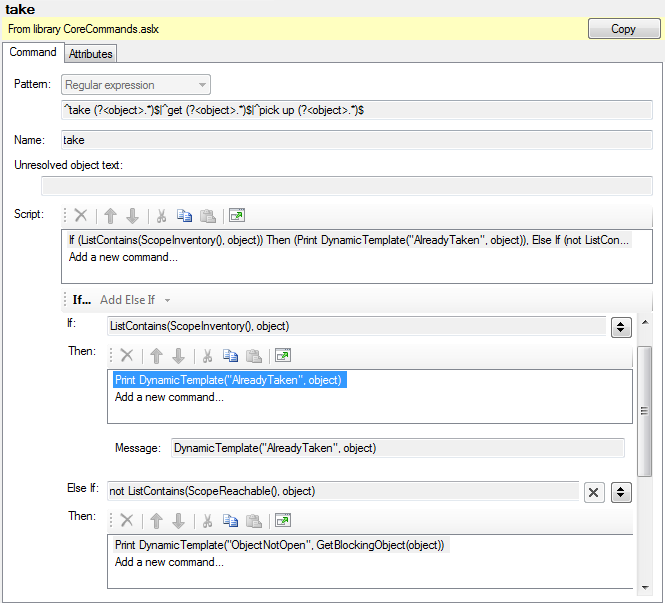 take
From library CoreCommands.aslx
Copy
Command
Attributes
Pattern:
Regular expression
^take (?<object>.*)$|^get (?<object>.*)$|^pick up (?<object>.*)$
Name:
take
Unresolved object text:
Script:
If (ListContains(ScopeInventory(), object)) Then (Print DynamicTemplate("AlreadyTaken", object)), Else If (not ListCon...
Add a new command...
If... Add Else If
If:
ListContains(ScopeInventory(), object)
Then:
Print DynamicTemplate("AlreadyTaken", object)
Add a new command...
Message:
DynamicTemplate("AlreadyTaken", object)
Else If:
not ListContains(ScopeReachable(), object)
Then:
Print DynamicTemplate("ObjectNotOpen", GetBlockingObject(object))
Add a new command...